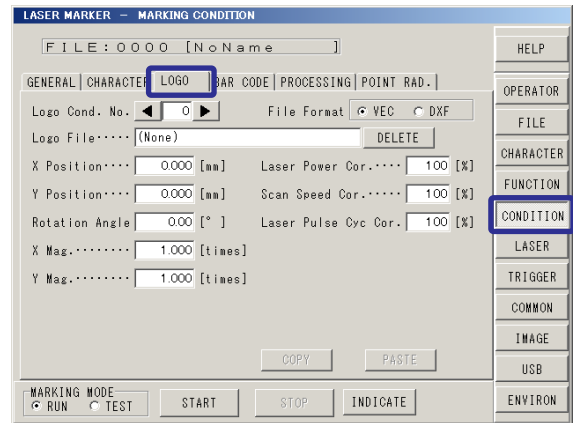 LASER MARKER － MARKING CONDITION
FILE:0000 [NoName ]
HELP
GENERAL CHARACTER LOGO BAR CODE PROCESSING POINT RAD.
OPERATOR
Logo Cond. No. 0 File Format VEC DXF
FILE
Logo File····· (None) DELETE
CHARACTER
X Position···· 0.000 [mm] Laser Power Cor.···· 100 [%]
FUNCTION
Y Position···· 0.000 [mm] Scan Speed Cor.····· 100 [%]
CONDITION
Rotation Angle 0.00 [° ] Laser Pulse Cyc Cor. 100 [%]
LASER
X Mag.········ 1.000 [times]
TRIGGER
Y Mag.········ 1.000 [times]
COMMON
IMAGE
COPY PASTE
USB
MARKING MODE
RUN TEST START STOP INDICATE
ENVIRON